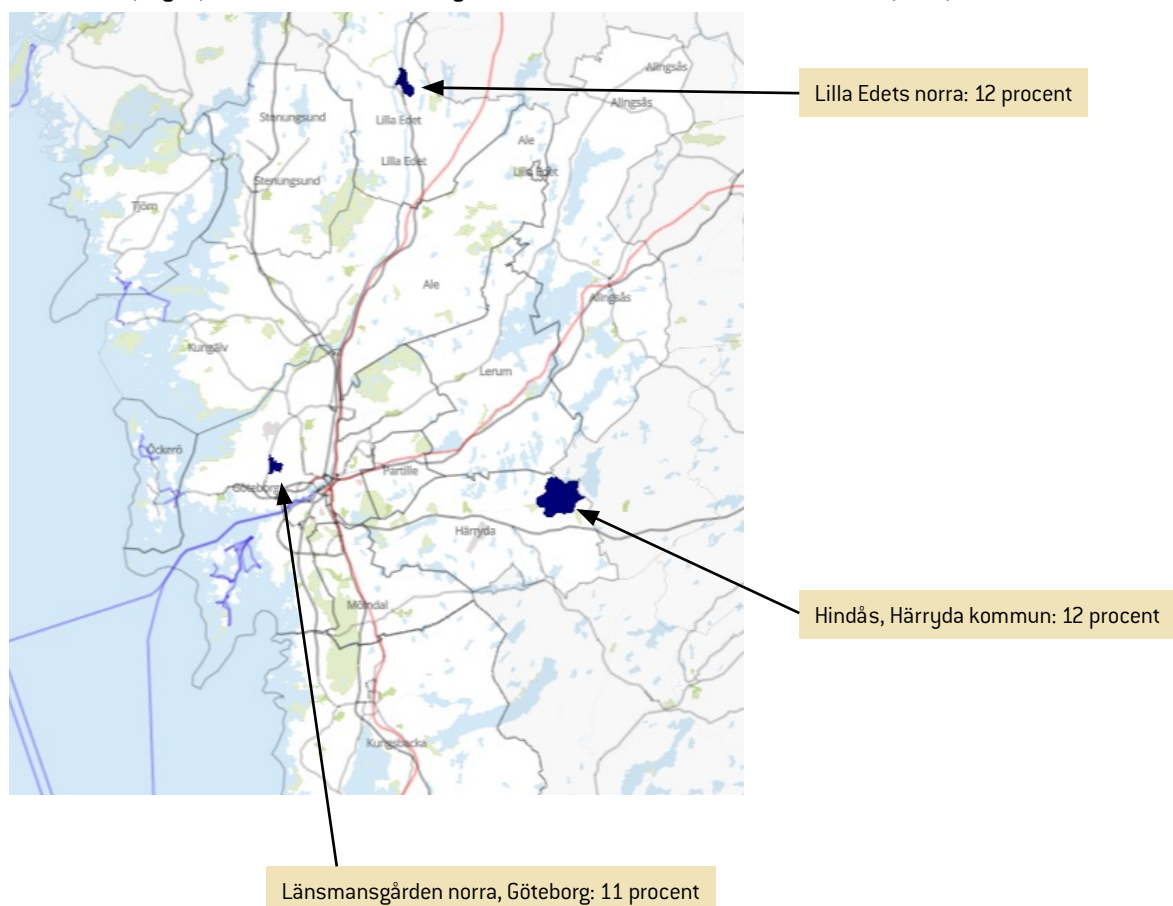 Alingsås
Lilla Edets norra: 12 procent
Alingsås
Stenungsund
Lilla Edet
Ale
Lilla Edet
Lilla Edet
Stenungsund
Tjörn
Ale
Alingsås
Kungälv
Lerum
Öckerö
Partille
Göteborg
Härryda
Mölndal
Hindås, Härryda kommun: 12 procent
Kungsbacka
Länsmansgården norra, Göteborg: 11 procent